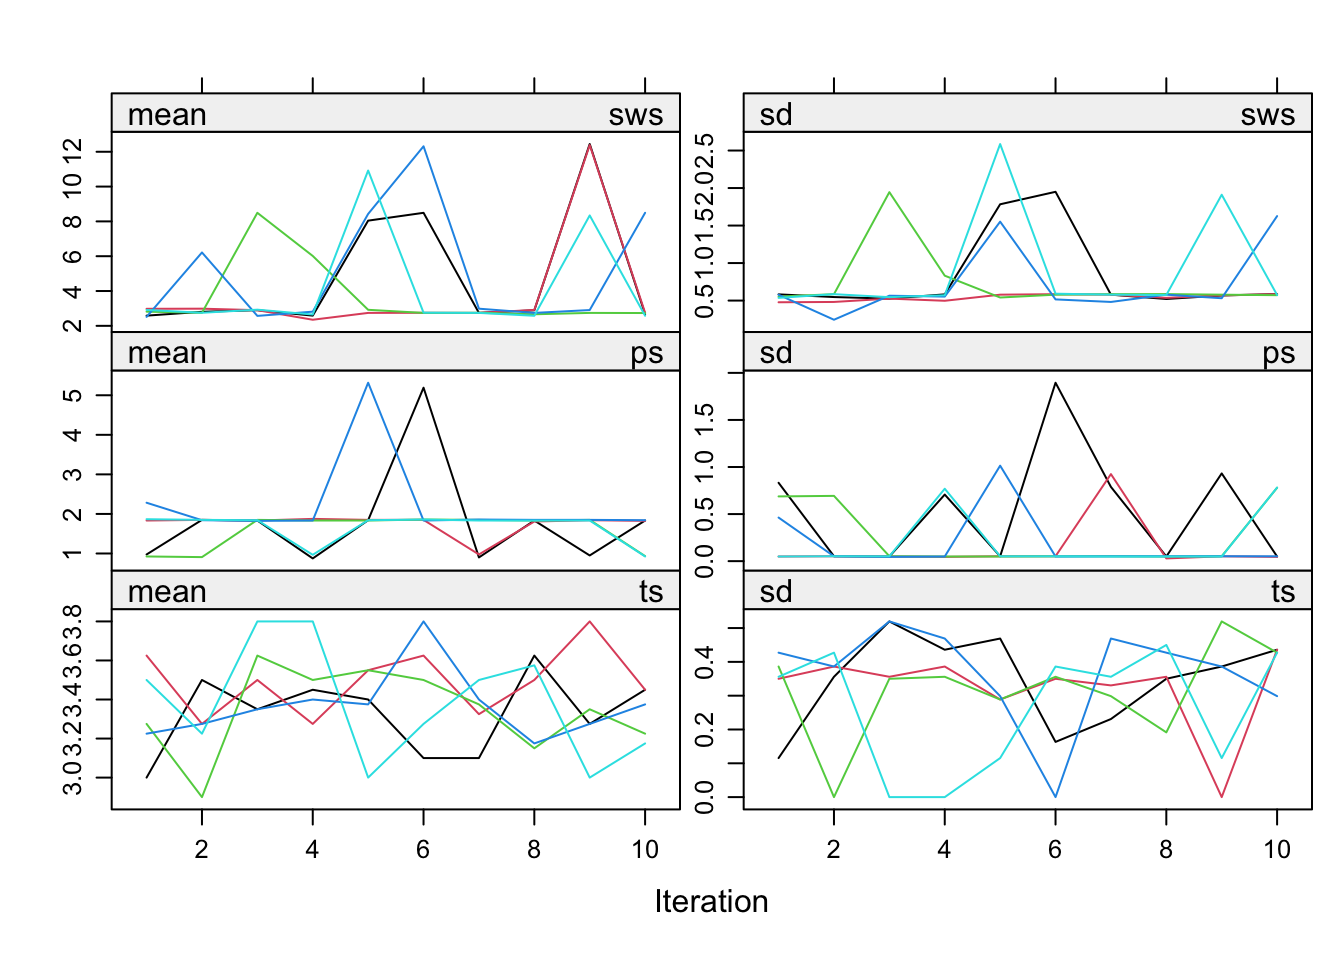 mean sws sd sws
2 4 6 8 10 12
0.5 1.0 1.5 2.0 2.5
mean ps sd ps
1 2 3 4 5
0.0 0.5 1.0 1.5
mean ts sd ts
3.0 3.2 3.4 3.6 3.8
0.0 0.2 0.4
2 4 6 8 10 2 4 6 8 10
Iteration